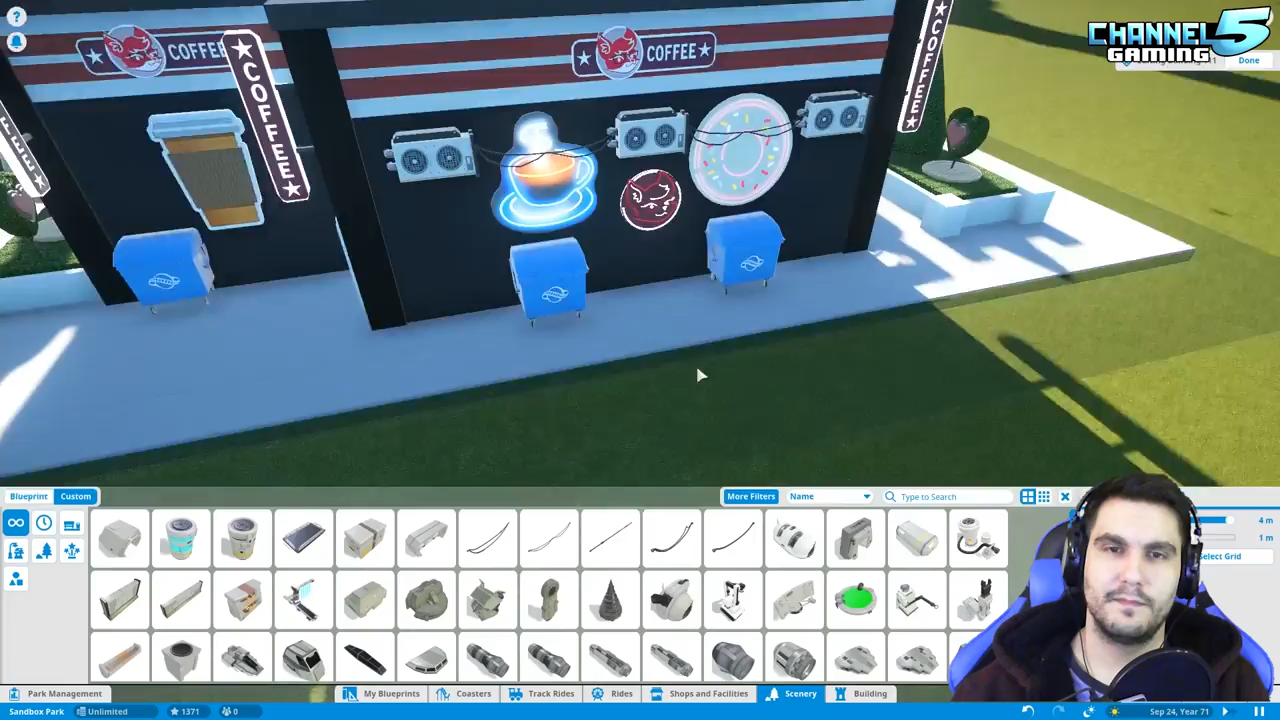 CHANNEL 5
GAMING
Done
COFFEE
COFFEE
COFFEE
COFFEE
Blueprint
Custom
More Filters
Name
Type to Search
4 m
1 m
Select Grid
Park Management
My Blueprints
Coasters
Track Rides
Rides
Shops and Facilities
Scenery
Building
Sandbox Park
Unlimited
1371
0
Sep 24, Year 71